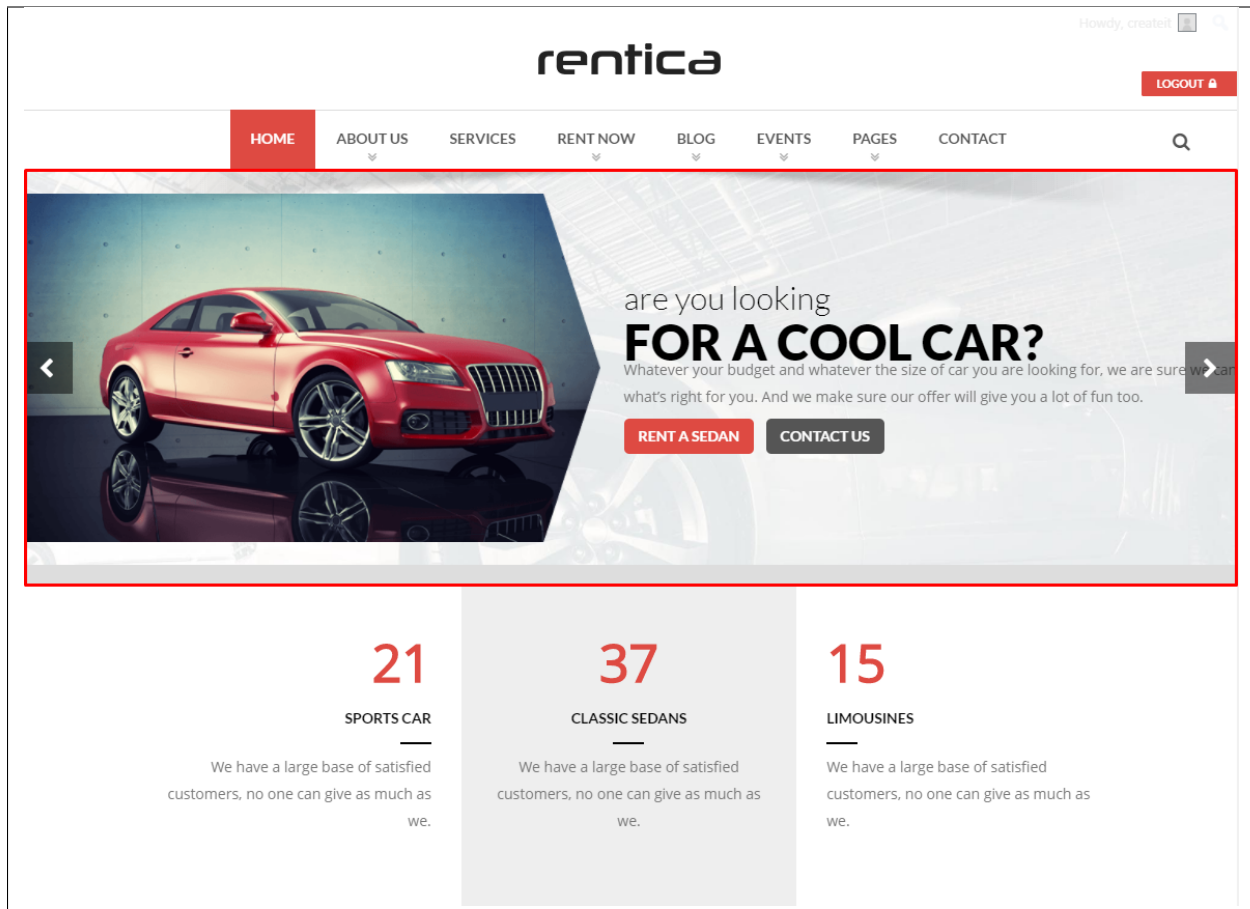 Howdy, createit
rentica
LOGOUT
HOME ABOUT US SERVICES RENT NOW BLOG EVENTS PAGES CONTACT
are you looking
FOR A COOL CAR?
Whatever your budget and whatever the size of car you are looking for, we are sure we can
what's right for you. And we make sure our offer will give you a lot of fun too.
RENT A SEDAN CONTACT US
21
SPORTS CAR
We have a large base of satisfied
customers, no one can give as much as
we.
37
CLASSIC SEDANS
We have a large base of satisfied
customers, no one can give as much as
we.
15
LIMOUSINES
We have a large base of satisfied
customers, no one can give as much as
we.